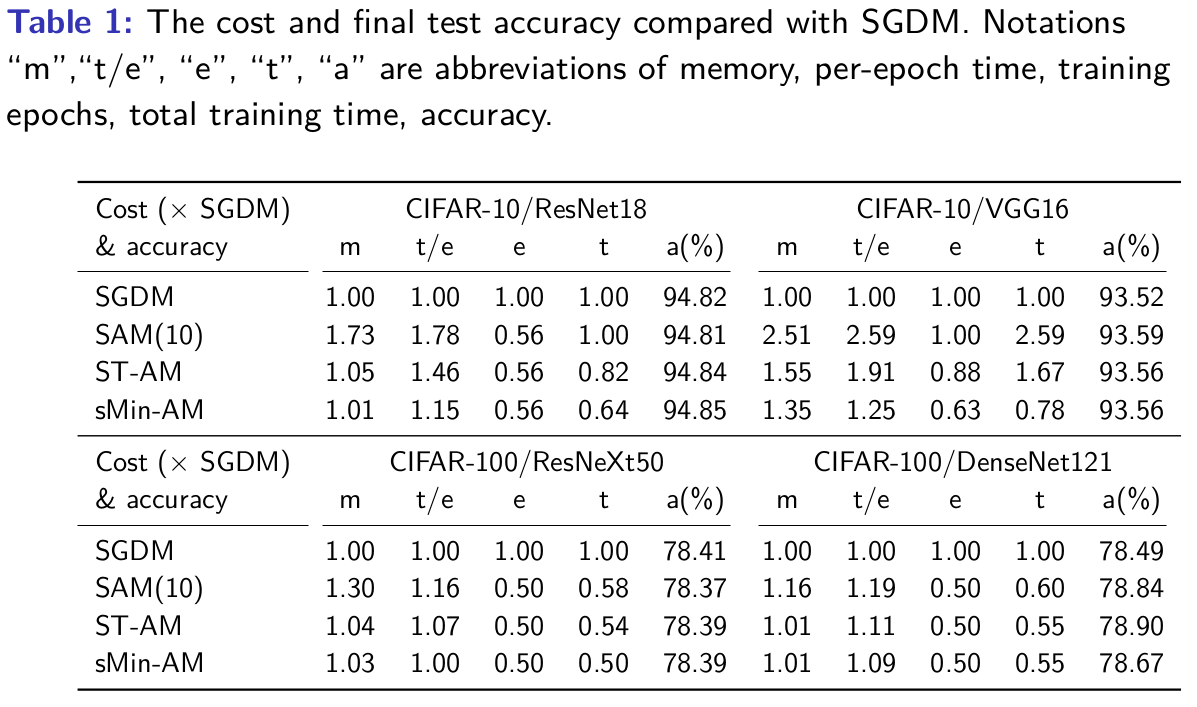 Table 1: The cost and final test accuracy compared with SGDM. Notations
“m”,“t/e”, “e”, “t”, “a” are abbreviations of memory, per-epoch time, training
epochs, total training time, accuracy.
Cost (× SGDM) CIFAR-10/ResNet18 CIFAR-10/VGG16
& accuracy m t/e e t a(%) m t/e e t a(%)
SGDM 1.00 1.00 1.00 1.00 94.82 1.00 1.00 1.00 1.00 93.52
SAM(10) 1.73 1.78 0.56 1.00 94.81 2.51 2.59 1.00 2.59 93.59
ST-AM 1.05 1.46 0.56 0.82 94.84 1.55 1.91 0.88 1.67 93.56
sMin-AM 1.01 1.15 0.56 0.64 94.85 1.35 1.25 0.63 0.78 93.56
Cost (× SGDM) CIFAR-100/ResNeXt50 CIFAR-100/DenseNet121
& accuracy m t/e e t a(%) m t/e e t a(%)
SGDM 1.00 1.00 1.00 1.00 78.41 1.00 1.00 1.00 1.00 78.49
SAM(10) 1.30 1.16 0.50 0.58 78.37 1.16 1.19 0.50 0.60 78.84
ST-AM 1.04 1.07 0.50 0.54 78.39 1.01 1.11 0.50 0.55 78.90
sMin-AM 1.03 1.00 0.50 0.50 78.39 1.01 1.09 0.50 0.55 78.67